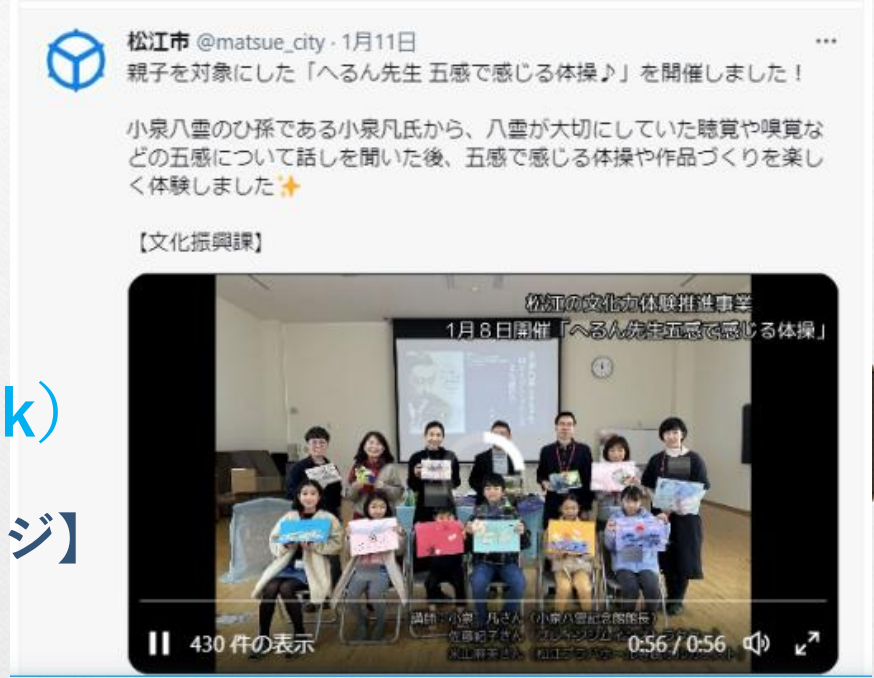 松江市 @matsue_city · 1月11日
親子を対象にした「へるん先生 五感で感じる体操♪」を開催しました！
小泉八雲のひ孫である小泉凡氏から、八雲が大切にしていた聴覚や嗅覚な
どの五感について話しを聞いた後、五感で感じる体操や作品づくりを楽し
く体験しました✨
【文化振興課】
松江の文化力体験推進事業
1月8日開催「へるん先生五感で感じる体操」
k）
ジ】
講師：小泉 凡さん（小泉八雲記念館館長）
佐藤紀子さん
430 件の表示
0:56 / 0:56